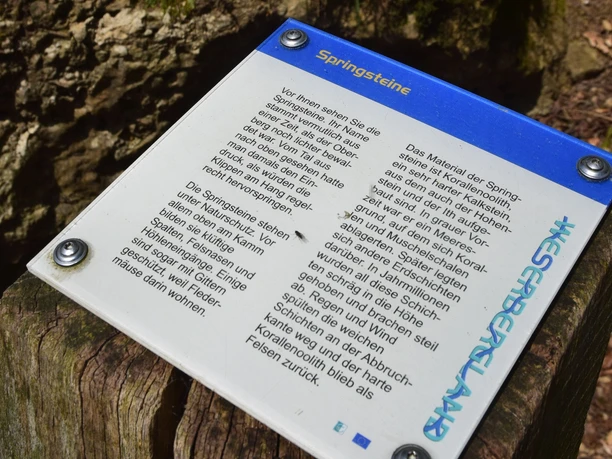 Springsteine
Vor Ihnen sehen Sie die
Springsteine. Ihr Name
stammt vermutlich aus
einer Zeit, als der Ober-
berg noch lichter bewal-
det war. Vom Tal aus
nach oben gesehen hatte
man damals den Ein-
druck, als würden die
Klippen am Hang regel-
recht hervorspringen.
Die Springsteine stehen
unter Naturschutz. Vor
allem oben am Kamm
bilden sie klüftige
Spalten, Felsnasen und
Höhleneingänge. Einige
sind sogar mit Gittern
geschützt, weil Fleder-
mäuse darin wohnen.
Das Material der Spring-
steine ist Korallenoolith,
ein sehr harter Kalkstein,
aus dem auch der Hohen-
stein und der Ith aufge-
baut sind. In grauer Vor-
zeit war er ein Meeres-
grund, auf dem sich Koral-
len und Muschelschalen
ablagerten. Später legten
sich andere Erdschichten
darüber. In Jahrmillionen
wurden all diese Schich-
ten schräg in die Höhe
gehoben und brachen steil
ab. Regen und Wind
spülten die weichen
Schichten an der Abbruch-
kante weg und der harte
Korallenoolith blieb als
Felsen zurück.
WESERBERGLAND